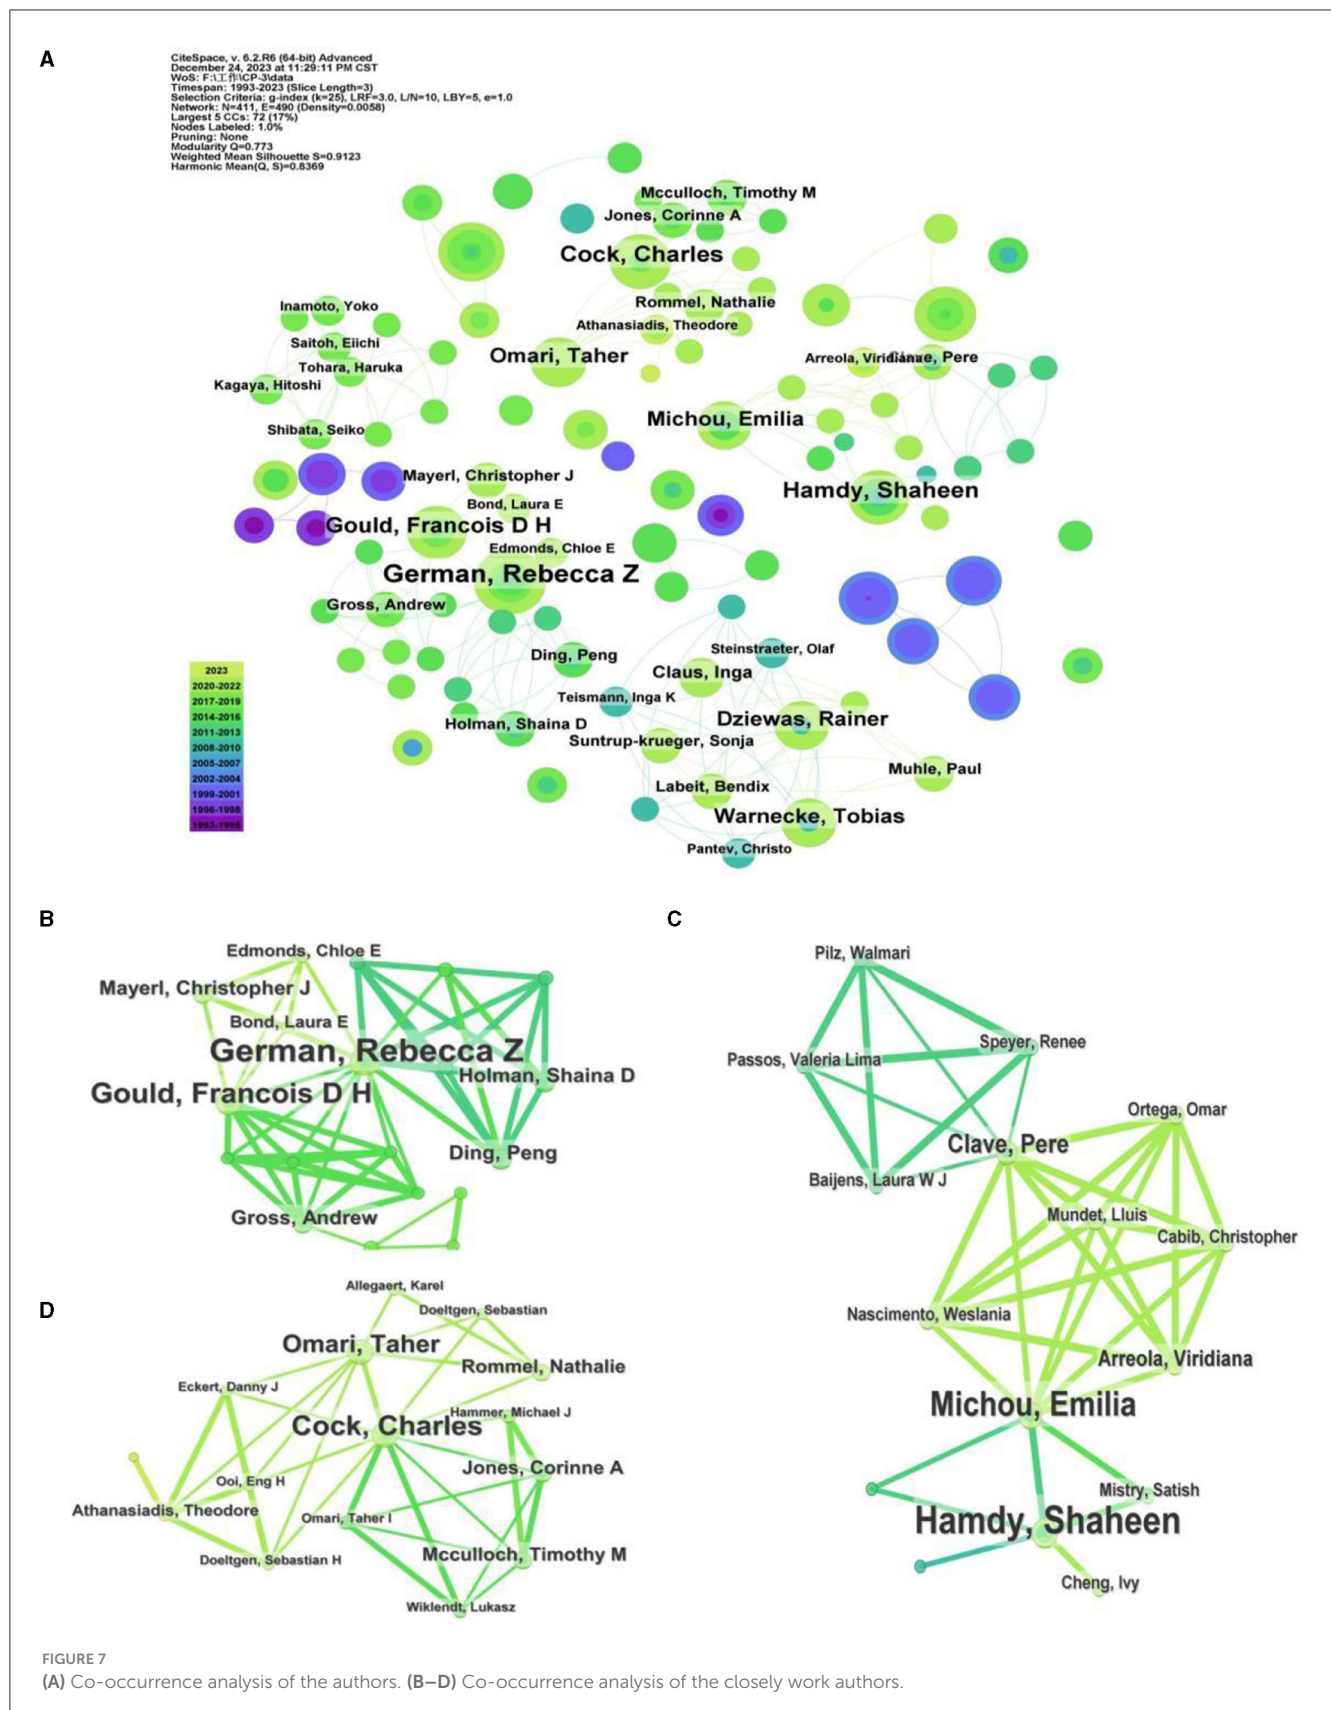 A
CiteSpace, v. 6.2.R6 (64-bit) Advanced
December 24, 2023 at 11:29:11 PM CST
WoS: F:\工作\CP-3\data
Timespan: 1993-2023 (Slice Length=3)
Selection Criteria: g-index (k=25), LRF=3.0, L/N=10, LBY=5, e=1.0
Network: N=411, E=490 (Density=0.0058)
Largest 5 CCs: 72 (17%)
Nodes Labeled: 1.0%
Pruning: None
Modularity Q=0.773
Weighted Mean Silhouette S=0.9123
Harmonic Mean(Q, S)=0.8369
Mcculloch, Timothy M
Jones, Corinne A
Cock, Charles
Rommel, Nathalie
Inamoto, Yoko
Athanasiadis, Theodore
Saitoh, Eiichi
Omari, Taher
Arreola, Viridiana
Clave, Pere
Tohara, Haruka
Kagaya, Hitoshi
Michou, Emilia
Shibata, Seiko
Mayerl, Christopher J
Hamdy, Shaheen
Bond, Laura E
Gould, Francois D H
Edmonds, Chloe E
German, Rebecca Z
Gross, Andrew
Steinstraeter, Olaf
Ding, Peng
Claus, Inga
Teismann, Inga K
Dziewas, Rainer
Holman, Shaina D
Suntrup-krueger, Sonja
Muhle, Paul
Labeit, Bendix
Warnecke, Tobias
Pantev, Christo
2023
2020-2022
2017-2019
2014-2016
2011-2013
2008-2010
2005-2007
2002-2004
1999-2001
1996-1998
1993-1995
B
Edmonds, Chloe E
Mayerl, Christopher J
Bond, Laura E
German, Rebecca Z
Holman, Shaina D
Gould, Francois D H
Ding, Peng
Gross, Andrew
C
Pilz, Walmari
Speyer, Renee
Passos, Valeria Lima
Ortega, Omar
Clave, Pere
Baijens, Laura W J
Mundet, Lluis
Cabib, Christopher
Nascimento, Weslania
Arreola, Viridiana
Michou, Emilia
Mistry, Satish
Hamdy, Shaheen
Cheng, Ivy
D
Allegaert, Karel
Doeltgen, Sebastian
Omari, Taher
Rommel, Nathalie
Eckert, Danny J
Hammer, Michael J
Cock, Charles
Jones, Corinne A
Ooi, Eng H
Athanasiadis, Theodore
Omari, Taher I
Mcculloch, Timothy M
Doeltgen, Sebastian H
Wiklendt, Lukasz
FIGURE 7
(A) Co-occurrence analysis of the authors. (B–D) Co-occurrence analysis of the closely work authors.